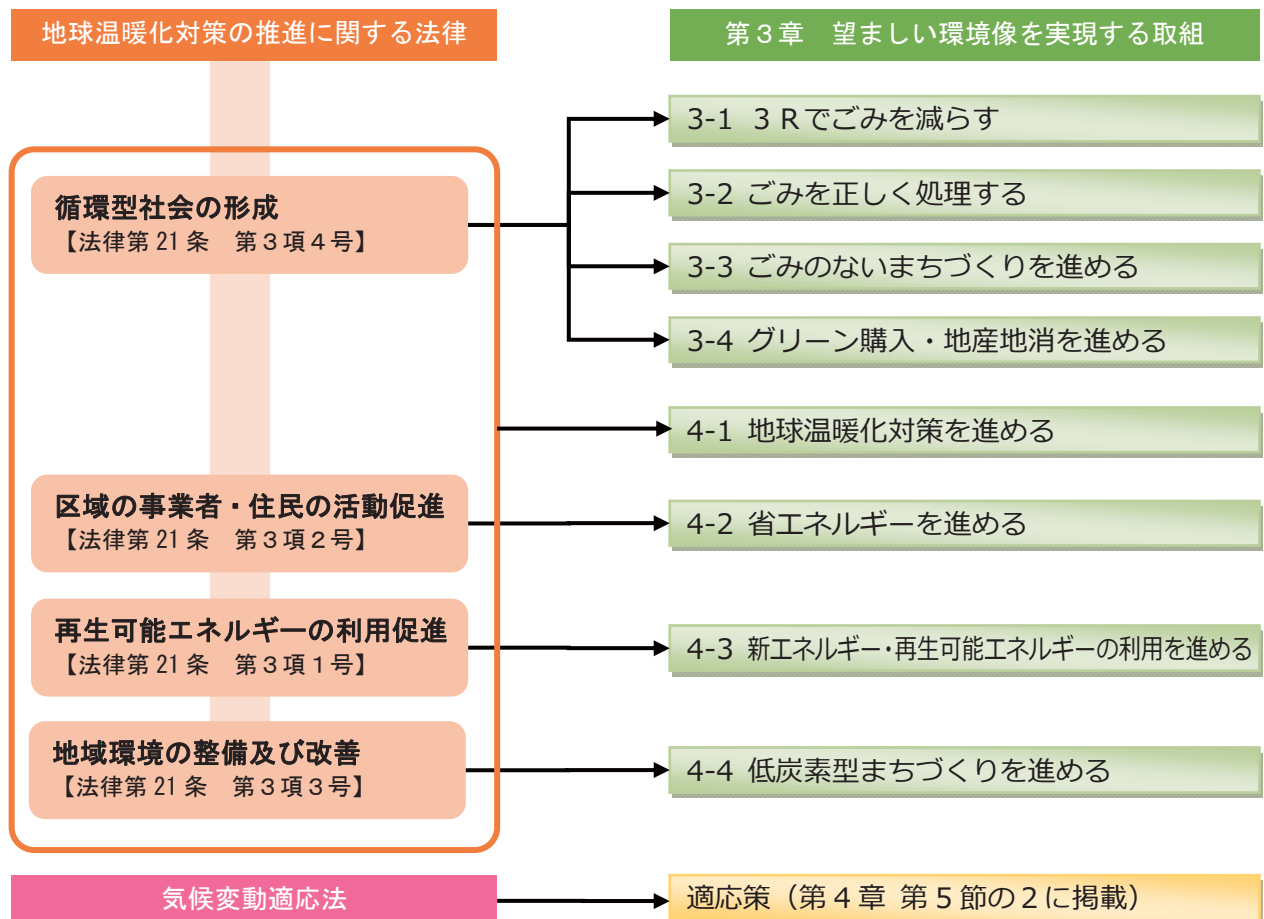 地球温暖化対策の推進に関する法律
第3章　望ましい環境像を実現する取組
循環型社会の形成
【法律第21条　第3項4号】
3-1 3Rでごみを減らす
3-2 ごみを正しく処理する
3-3 ごみのないまちづくりを進める
3-4 グリーン購入・地産地消を進める
4-1 地球温暖化対策を進める
区域の事業者・住民の活動促進
【法律第21条　第3項2号】
4-2 省エネルギーを進める
再生可能エネルギーの利用促進
【法律第21条　第3項1号】
4-3 新エネルギー・再生可能エネルギーの利用を進める
地域環境の整備及び改善
【法律第21条　第3項3号】
4-4 低炭素型まちづくりを進める
気候変動適応法
適応策（第4章 第5節の2に掲載）